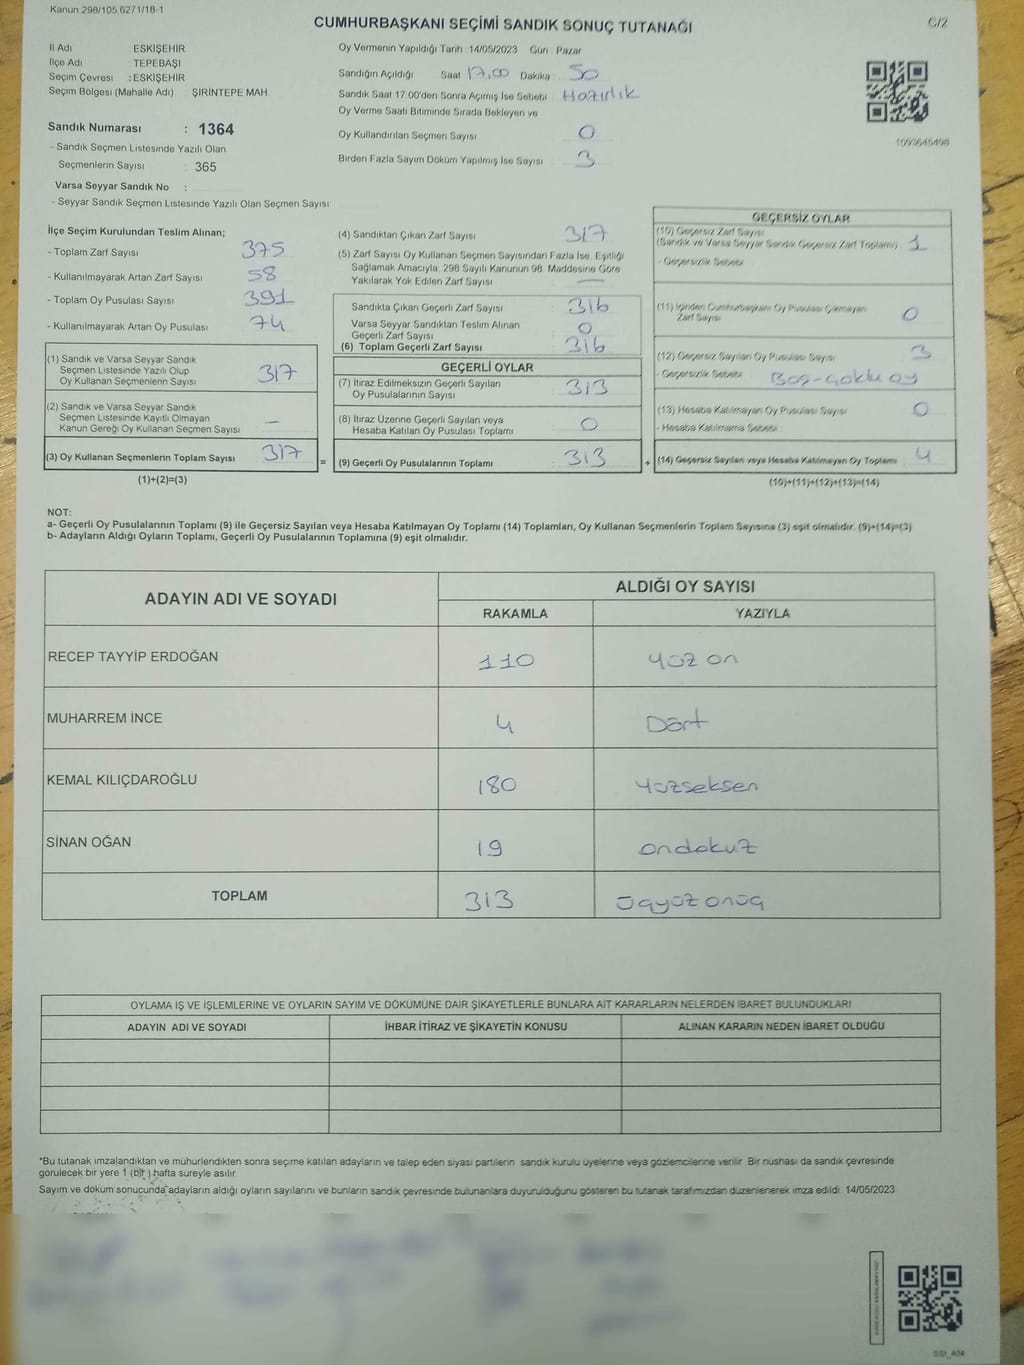 Kanun 298/105.6271/18-1
CUMHURBAŞKANI SEÇİMİ SANDIK SONUÇ TUTANAĞI
C/2
İl Adı : ESKİŞEHİR
İlçe Adı : TEPEBAŞI
Seçim Çevresi : ESKİŞEHİR
Seçim Bölgesi (Mahalle Adı) : ŞİRİNTEPE MAH.
Sandık Numarası : 1364
- Sandık Seçmen Listesinde Yazılı Olan
Seçmenlerin Sayısı : 365
Varsa Seyyar Sandık No :
- Seyyar Sandık Seçmen Listesinde Yazılı Olan Seçmen Sayısı:
Oy Vermenin Yapıldığı Tarih :14/05/2023 Gün: Pazar
Sandığın Açıldığı Saat 17,00 Dakika : 50
Sandık Saat 17.00'den Sonra Açımış İse Sebebi : Hazırlık
Oy Verme Saati Bitiminde Sırada Bekleyen ve
Oy Kullandırılan Seçmen Sayısı : 0
Birden Fazla Sayım Döküm Yapılmış İse Sayısı : 3
1093645498
İlçe Seçim Kurulundan Teslim Alınan;
- Toplam Zarf Sayısı : 375
- Kullanılmayarak Artan Zarf Sayısı : 58
- Toplam Oy Pusulası Sayısı : 391
- Kullanılmayarak Artan Oy Pusulası : 74
(1) Sandık ve Varsa Seyyar Sandık
Seçmen Listesinde Yazılı Olup
Oy Kullanan Seçmenlerin Sayısı : 317
(2) Sandık ve Varsa Seyyar Sandık
Seçmen Listesinde Kayıtlı Olmayan
Kanun Gereği Oy Kullanan Seçmen Sayısı : —
(3) Oy Kullanan Seçmenlerin Toplam Sayısı : 317
(1)+(2)=(3)
=
(4) Sandıktan Çıkan Zarf Sayısı : 317
(5) Zarf Sayısı Oy Kullanan Seçmen Sayısından Fazla İse, Eşitliği
Sağlamak Amacıyla, 298 Sayılı Kanunun 98. Maddesine Göre
Yakılarak Yok Edilen Zarf Sayısı : —
Sandıkta Çıkan Geçerli Zarf Sayısı : 316
Varsa Seyyar Sandıktan Teslim Alınan
Geçerli Zarf Sayısı : 0
(6) Toplam Geçerli Zarf Sayısı : 316
GEÇERLİ OYLAR
(7) İtiraz Edilmeksizin Geçerli Sayılan
Oy Pusulalarının Sayısı : 313
(8) İtiraz Üzerine Geçerli Sayılan veya
Hesaba Katılan Oy Pusulası Toplamı : 0
(9) Geçerli Oy Pusulalarının Toplamı : 313
+
GEÇERSİZ OYLAR
(10) Geçersiz Zarf Sayısı
(Sandık ve Varsa Seyyar Sandık Geçersiz Zarf Toplamı) : 1
- Geçersizlik Sebebi :
(11) İçinden Cumhurbaşkanı Oy Pusulası Çıkmayan
Zarf Sayısı : 0
(12) Geçersiz Sayılan Oy Pusulası Sayısı : 3
- Geçersizlik Sebebi : Boş-Çoklu oy
(13) Hesaba Katılmayan Oy Pusulası Sayısı : 0
- Hesaba Katılmama Sebebi :
(14) Geçersiz Sayılan veya Hesaba Katılmayan Oy Toplamı : 4
(10)+(11)+(12)+(13)=(14)
NOT:
a- Geçerli Oy Pusulalarının Toplamı (9) ile Geçersiz Sayılan veya Hesaba Katılmayan Oy Toplamı (14) Toplamları, Oy Kullanan Seçmenlerin Toplam Sayısına (3) eşit olmalıdır. (9)+(14)=(3)
b- Adayların Aldığı Oyların Toplamı, Geçerli Oy Pusulalarının Toplamına (9) eşit olmalıdır.
ADAYIN ADI VE SOYADI
ALDIĞI OY SAYISI
RAKAMLA YAZIYLA
RECEP TAYYİP ERDOĞAN 110 yüz on
MUHARREM İNCE 4 Dört
KEMAL KILIÇDAROĞLU 180 yüzseksen
SİNAN OĞAN 19 ondokuz
TOPLAM 313 üçyüz onüç
OYLAMA İŞ VE İŞLEMLERİNE VE OYLARIN SAYIM VE DÖKÜMÜNE DAİR ŞİKAYETLERLE BUNLARA AİT KARARLARIN NELERDEN İBARET BULUNDUKLARI
ADAYIN ADI VE SOYADI İHBAR İTİRAZ VE ŞİKAYETİN KONUSU ALINAN KARARIN NEDEN İBARET OLDUĞU
*Bu tutanak imzalandıktan ve mühürlendikten sonra seçime katılan adayların ve talep eden siyasi partilerin sandık kurulu üyelerine veya gözlemcilerine verilir. Bir nüshası da sandık çevresinde
görülecek bir yere 1 (bir ) hafta süreyle asılır.
Sayım ve döküm sonucunda adayların aldığı oyların sayılarını ve bunların sandık çevresinde bulunanlara duyurulduğunu gösteren bu tutanak tarafımızdan düzenlenerek imza edildi. 14/05/2023
SSt_404